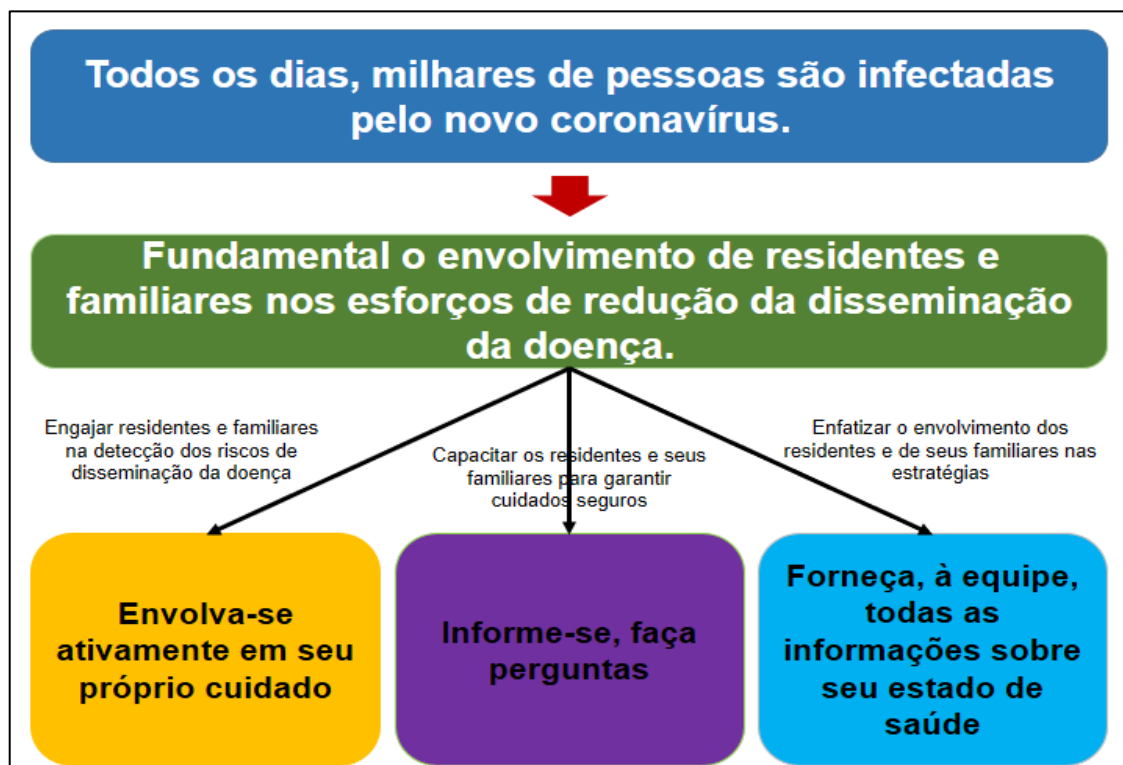 Todos os dias, milhares de pessoas são infectadas
pelo novo coronavírus.
Fundamental o envolvimento de residentes e
familiares nos esforços de redução da disseminação
da doença.
Engajar residentes e familiares
na detecção dos riscos de
disseminação da doença
Capacitar os residentes e seus
familiares para garantir
cuidados seguros
Enfatizar o envolvimento dos
residentes e de seus familiares nas
estratégias
Envolva-se
ativamente em seu
próprio cuidado
Informe-se, faça
perguntas
Forneça, à equipe,
todas as
informações sobre
seu estado de
saúde